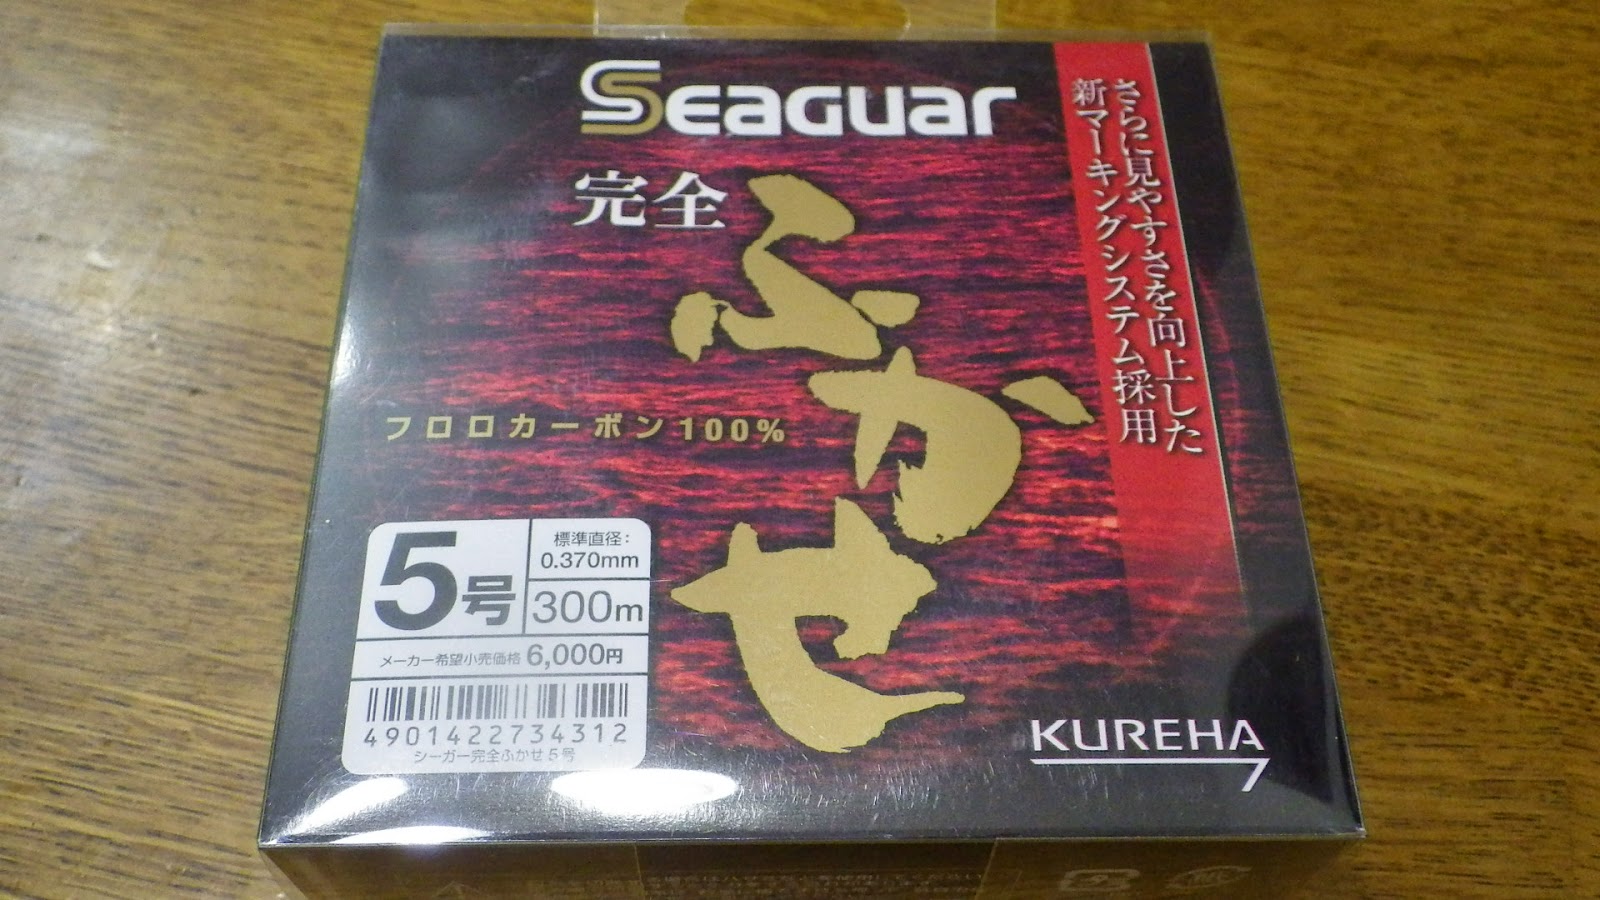 Seaguar
完全
ふかせ
さらに見やすさを向上した
新マーキングシステム採用
フロロカーボン100%
5号
標準直径:
0.370mm
300m
メーカー希望小売価格 6,000円
4901422734312
シーガー完全ふかせ 5号
KUREHA